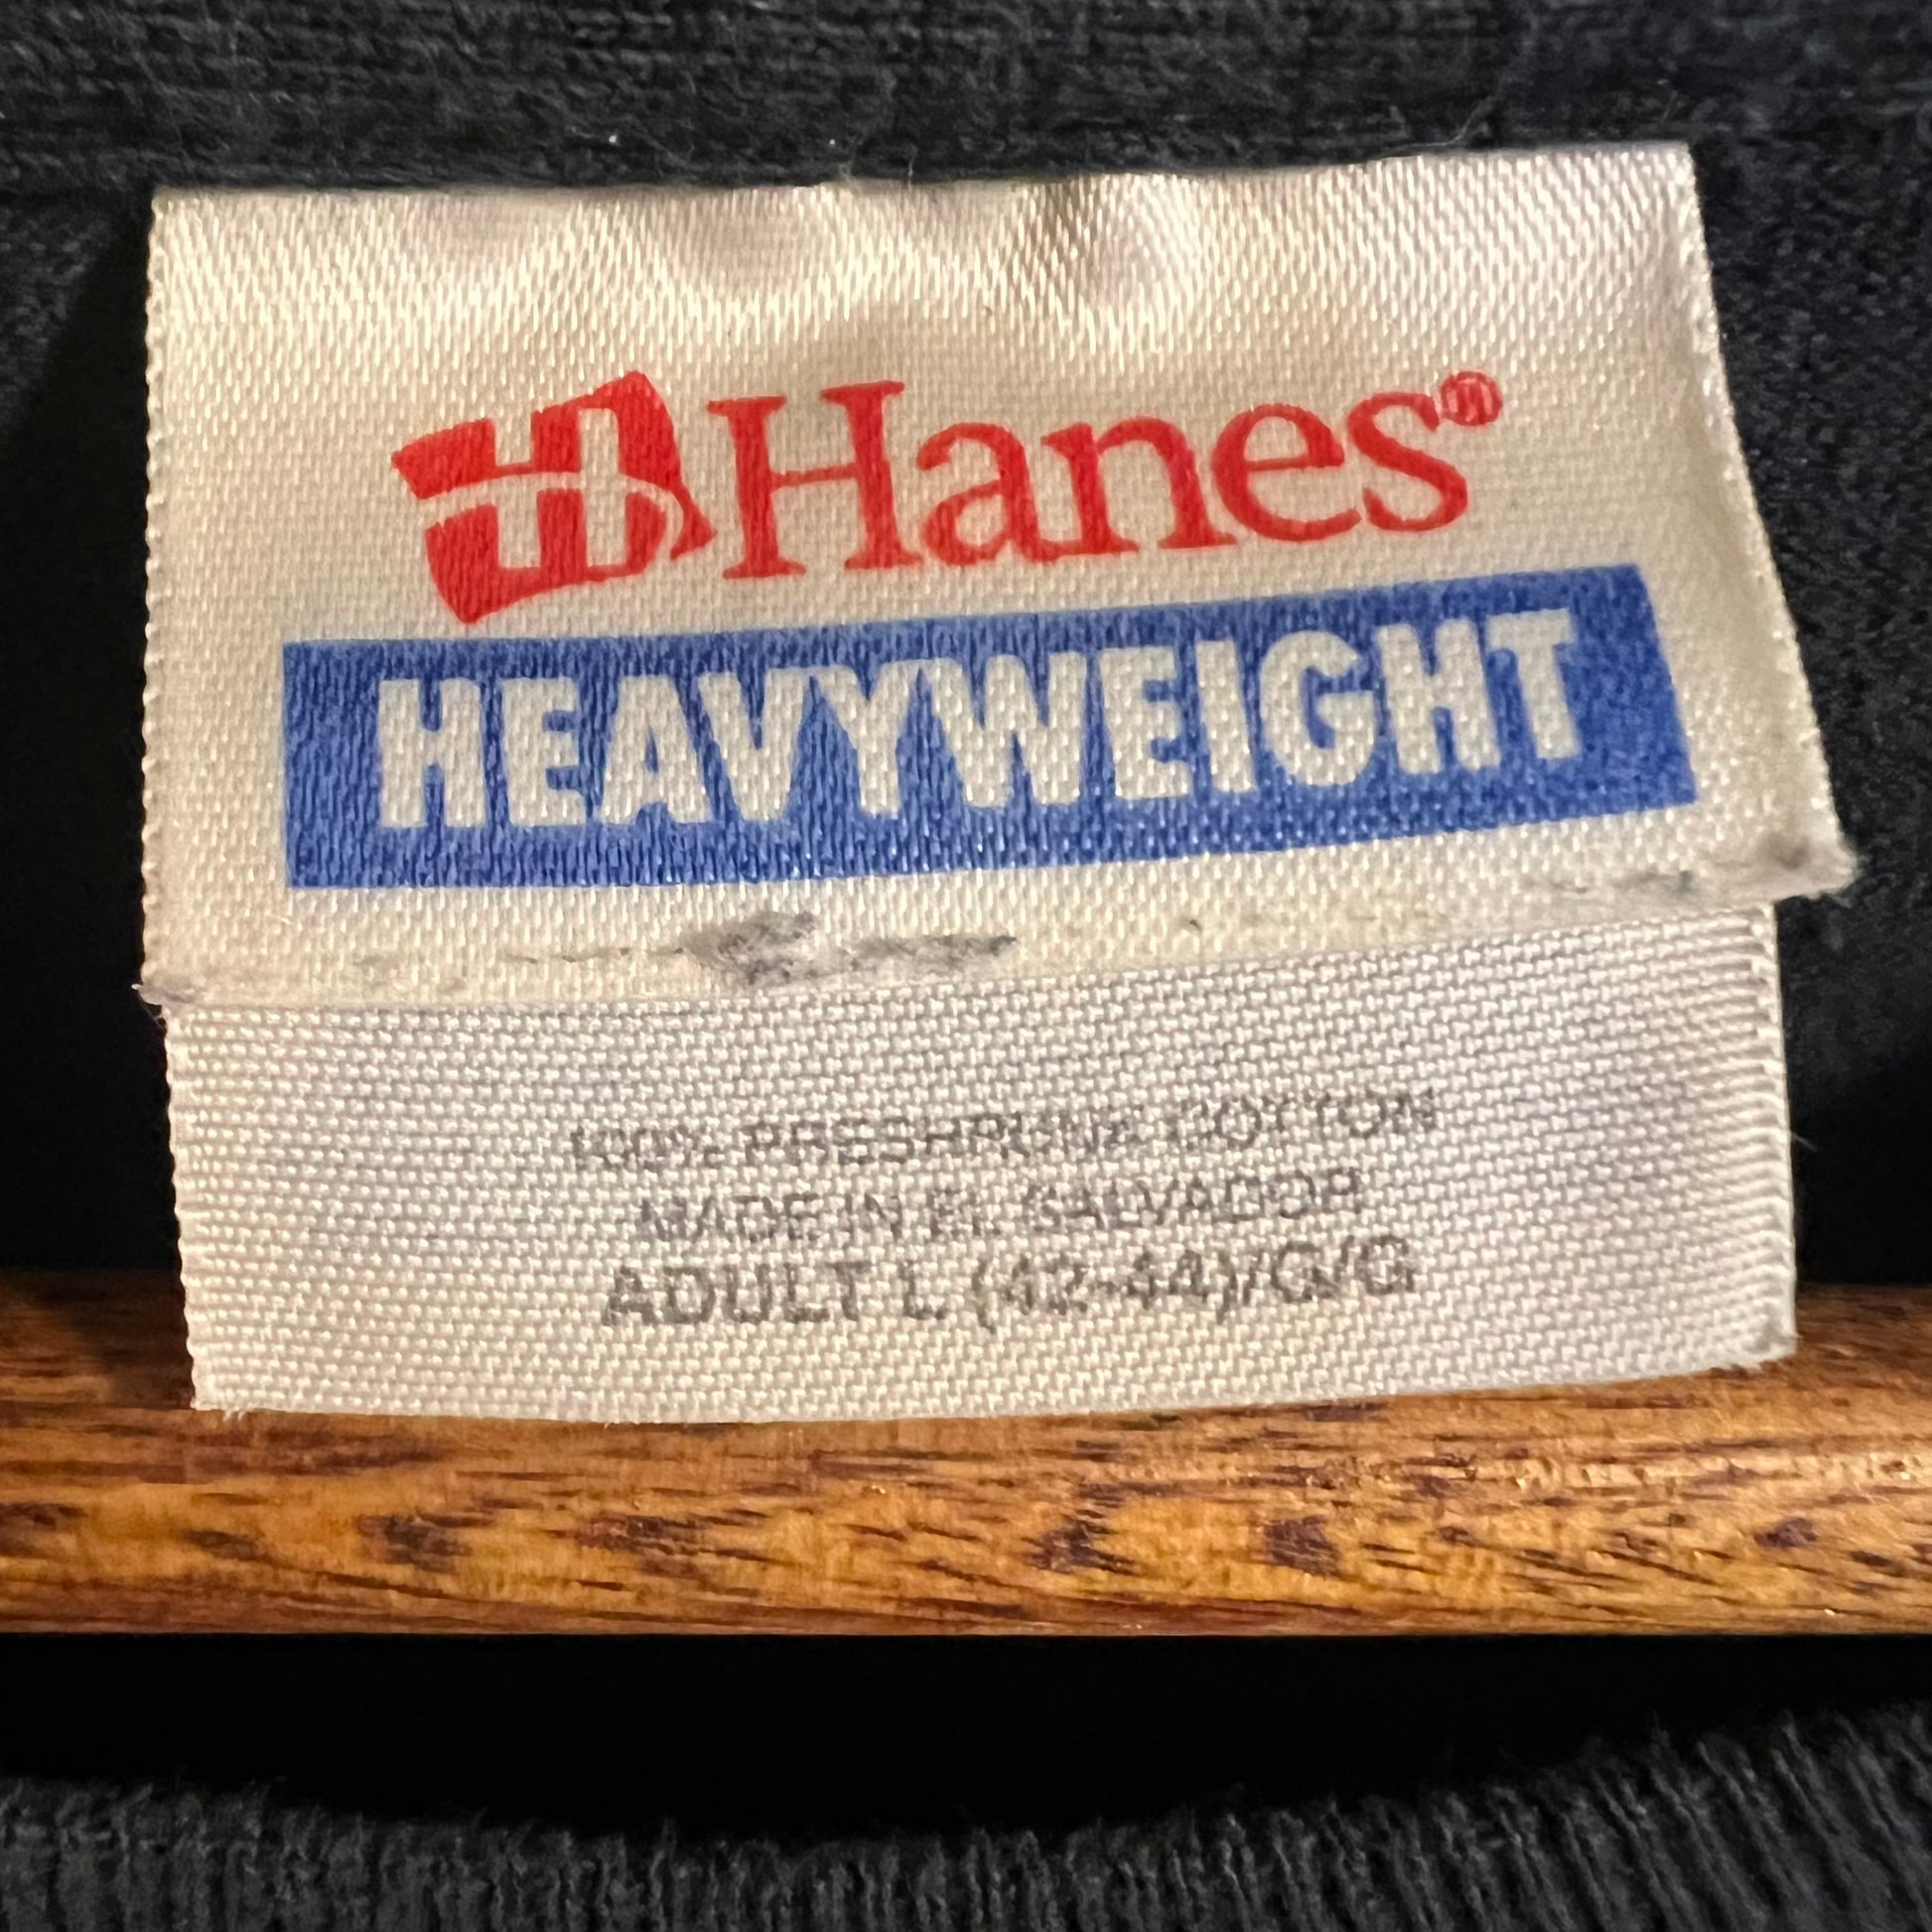 H Hanes®
HEAVYWEIGHT
100% PRESHRUNK COTTON
MADE IN EL SALVADOR
ADULT L (42-44)/G/G